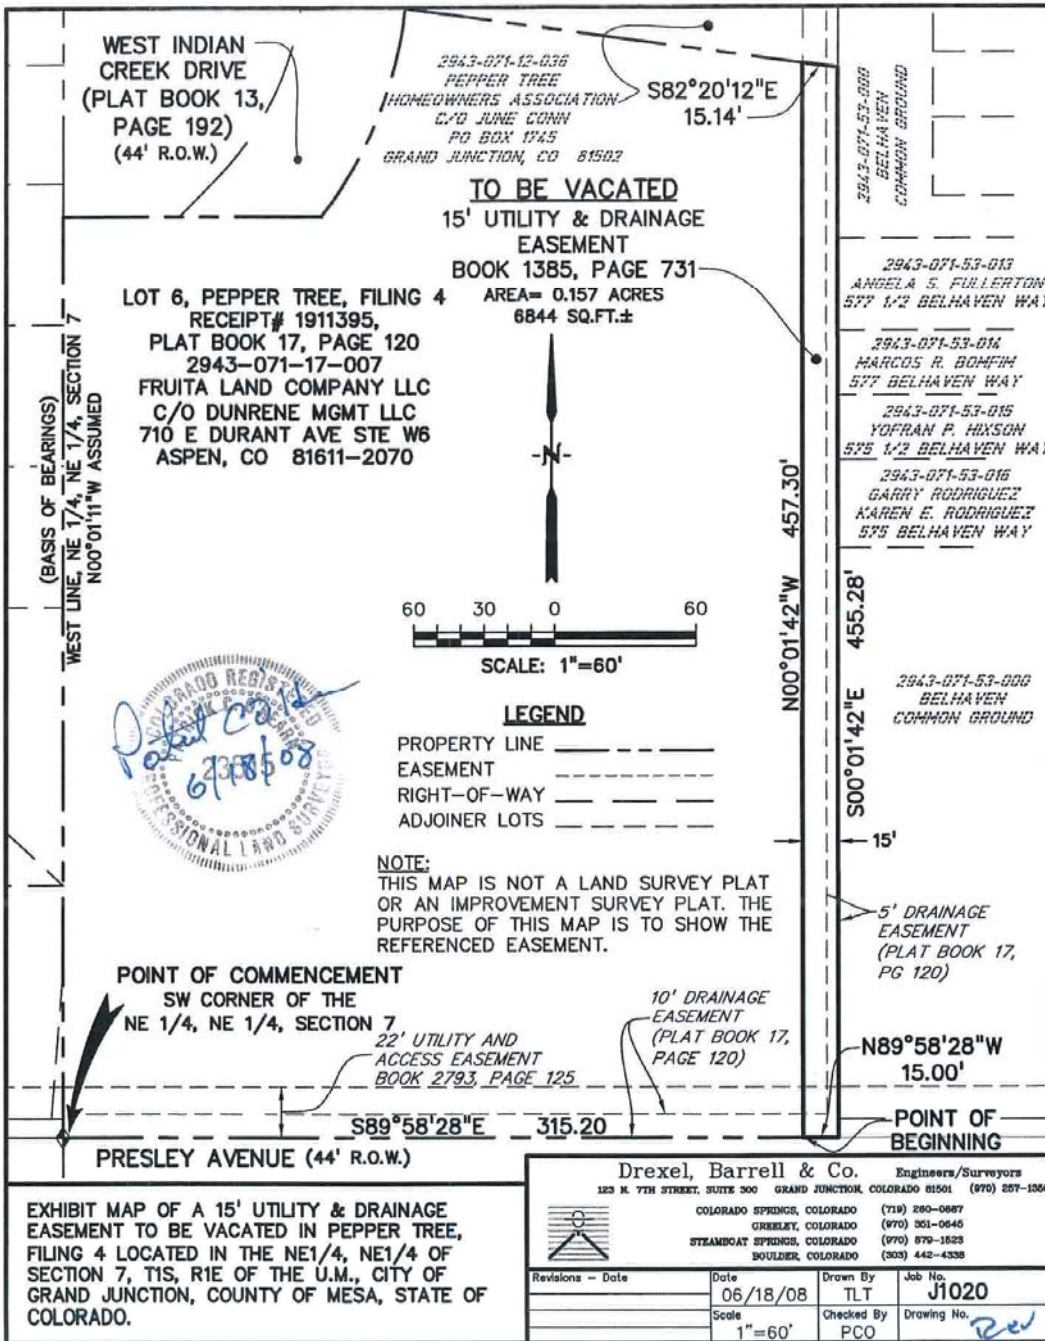 WEST INDIAN
CREEK DRIVE
(PLAT BOOK 13,
PAGE 192)
(44' R.O.W.)
2943-071-12-036
PEPPER TREE
HOMEOWNERS ASSOCIATION
C/O JUNE CONN
PO BOX 1745
GRAND JUNCTION, CO 81502
S82°20'12"E
15.14'
2943-071-53-000
BELHAVEN
COMMON GROUND
TO BE VACATED
15' UTILITY & DRAINAGE
EASEMENT
BOOK 1385, PAGE 731
AREA= 0.157 ACRES
6844 SQ.FT.±
LOT 6, PEPPER TREE, FILING 4
RECEIPT# 1911395,
PLAT BOOK 17, PAGE 120
2943-071-17-007
FRUITA LAND COMPANY LLC
C/O DUNRENE MGMT LLC
710 E DURANT AVE STE W6
ASPEN, CO 81611-2070
2943-071-53-013
ANGELA S. FULLERTON
577 1/2 BELHAVEN WAY
2943-071-53-014
MARCOS R. BOMFIM
577 BELHAVEN WAY
2943-071-53-015
YOFRAN P. HIXSON
575 1/2 BELHAVEN WAY
2943-071-53-016
GARRY RODRIGUEZ
KAREN E. RODRIGUEZ
575 BELHAVEN WAY
(BASIS OF BEARINGS)
WEST LINE, NE 1/4, NE 1/4, SECTION 7
N00°01'11"W ASSUMED
-N-
N00°01'42"W 457.30'
S00°01'42"E 455.28'
60 30 0 60
SCALE: 1"=60'
2943-071-53-000
BELHAVEN
COMMON GROUND
COLORADO REGISTERED
PROFESSIONAL LAND SURVEYOR
6/18/08
LEGEND
PROPERTY LINE
EASEMENT
RIGHT-OF-WAY
ADJOINER LOTS
15'
NOTE:
THIS MAP IS NOT A LAND SURVEY PLAT
OR AN IMPROVEMENT SURVEY PLAT. THE
PURPOSE OF THIS MAP IS TO SHOW THE
REFERENCED EASEMENT.
5' DRAINAGE
EASEMENT
(PLAT BOOK 17,
PG 120)
POINT OF COMMENCEMENT
SW CORNER OF THE
NE 1/4, NE 1/4, SECTION 7
22' UTILITY AND
ACCESS EASEMENT
BOOK 2793, PAGE 125
10' DRAINAGE
EASEMENT
(PLAT BOOK 17,
PAGE 120)
N89°58'28"W
15.00'
S89°58'28"E 315.20
POINT OF
BEGINNING
PRESLEY AVENUE (44' R.O.W.)
EXHIBIT MAP OF A 15' UTILITY & DRAINAGE
EASEMENT TO BE VACATED IN PEPPER TREE,
FILING 4 LOCATED IN THE NE1/4, NE1/4 OF
SECTION 7, T1S, R1E OF THE U.M., CITY OF
GRAND JUNCTION, COUNTY OF MESA, STATE OF
COLORADO.
Drexel, Barrell & Co. Engineers/Surveyors
123 N. 7TH STREET, SUITE 300 GRAND JUNCTION, COLORADO 81501 (970)
COLORADO SPRINGS, COLORADO (719) 260-0887
GREELEY, COLORADO (970) 351-0645
STEAMBOAT SPRINGS, COLORADO (970) 879-1523
BOULDER, COLORADO (303) 442-4338
Revisions - Date
Date
06/18/08
Drawn By
TLT
Job No.
J1020
Scale
1"=60'
Checked By
PCO
Drawing No.
Rev